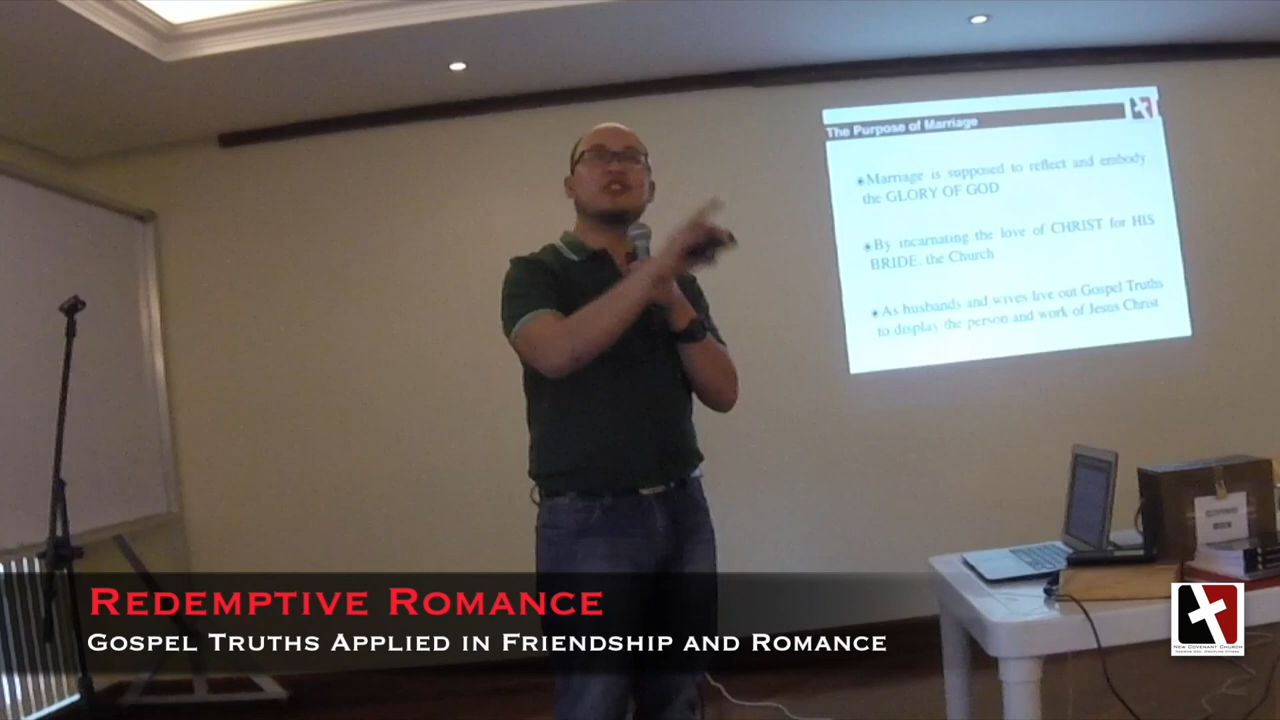 The Purpose of Marriage
Marriage is supposed to reflect and embody
the GLORY OF GOD
By incarnating the love of CHRIST for HIS
BRIDE, the Church
As husbands and wives live out Gospel Truths
to display the person and work of Jesus Christ
BOX
REDEMPTIVE ROMANCE
GOSPEL TRUTHS APPLIED IN FRIENDSHIP AND ROMANCE
NEW COVENANT CHURCH